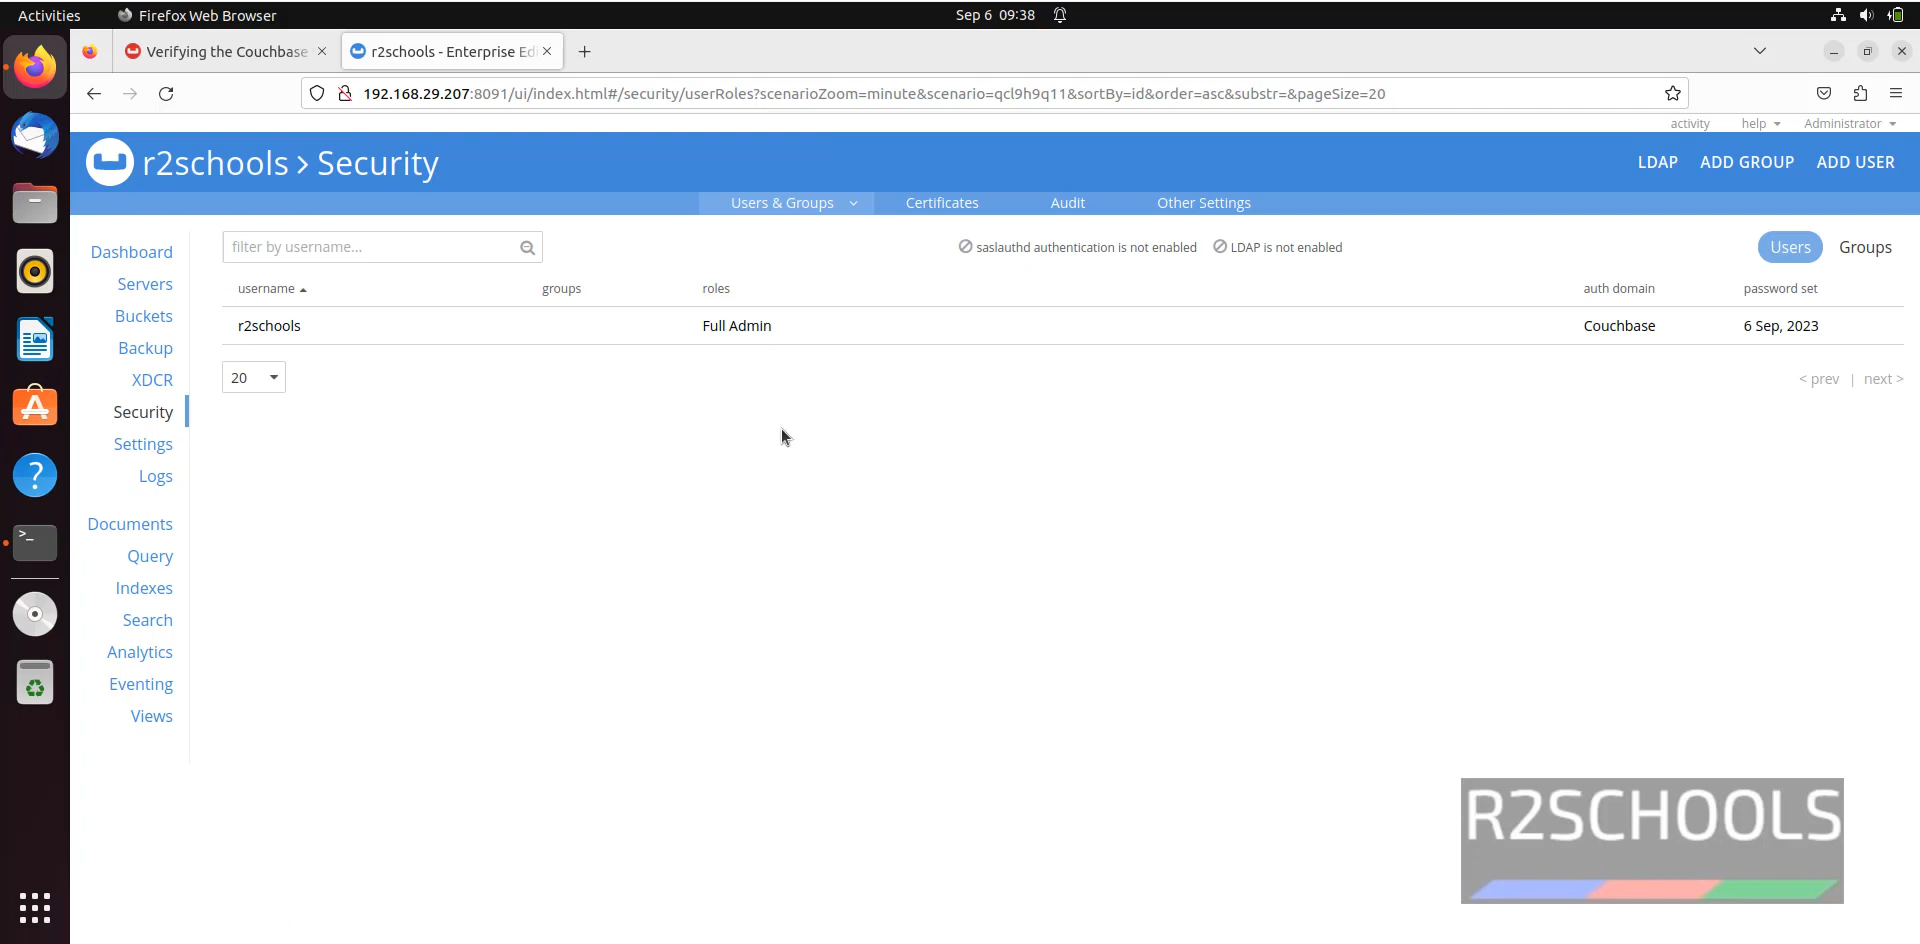 Activities Firefox Web Browser Sep 6 09:38
Verifying the Couchbase r2schools - Enterprise Ed
192.168.29.207:8091/ui/index.html#/security/userRoles?scenarioZoom=minute&scenario=qcl9h9q11&sortBy=id&order=asc&substr=&pageSize=20
activity help Administrator
r2schools > Security LDAP ADD GROUP ADD USER
Users & Groups Certificates Audit Other Settings
filter by username... saslauthd authentication is not enabled LDAP is not enabled Users Groups
username groups roles auth domain password set
r2schools Full Admin Couchbase 6 Sep, 2023
20 < prev | next >
Dashboard
Servers
Buckets
Backup
XDCR
Security
Settings
Logs
Documents
Query
Indexes
Search
Analytics
Eventing
Views
R2SCHOOLS